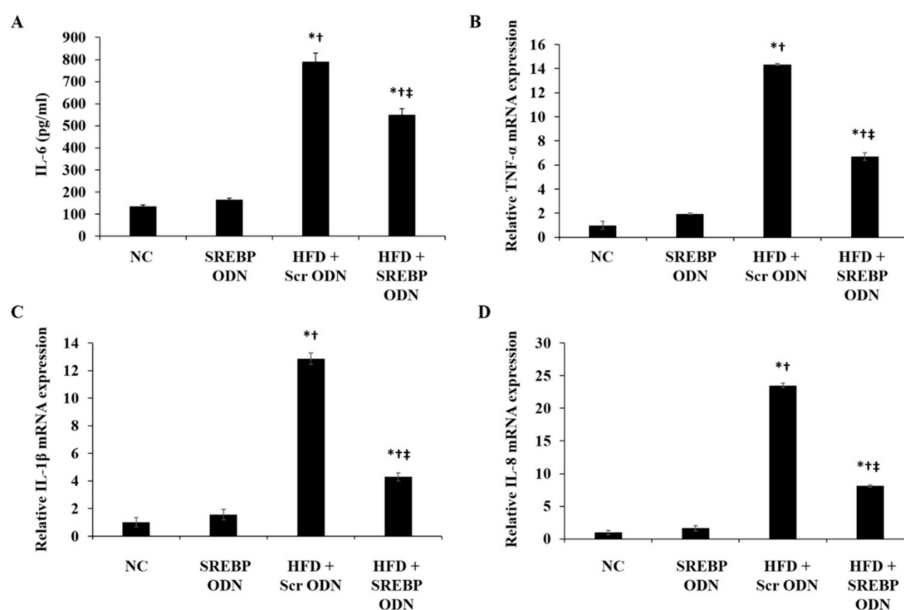 A
IL-6 (pg/ml)
900
800
700
600
500
400
300
200
100
0
*†
*†‡
NC
SREBP
ODN
HFD +
Scr ODN
HFD +
SREBP
ODN
B
Relative TNF-α mRNA expression
16
14
12
10
8
6
4
2
0
*†
*†‡
NC
SREBP
ODN
HFD +
Scr ODN
HFD +
SREBP
ODN
C
Relative IL-1β mRNA expression
14
12
10
8
6
4
2
0
*†
*†‡
NC
SREBP
ODN
HFD +
Scr ODN
HFD +
SREBP
ODN
D
Relative IL-8 mRNA expression
30
25
20
15
10
5
0
*†
*†‡
NC
SREBP
ODN
HFD +
Scr ODN
HFD +
SREBP
ODN